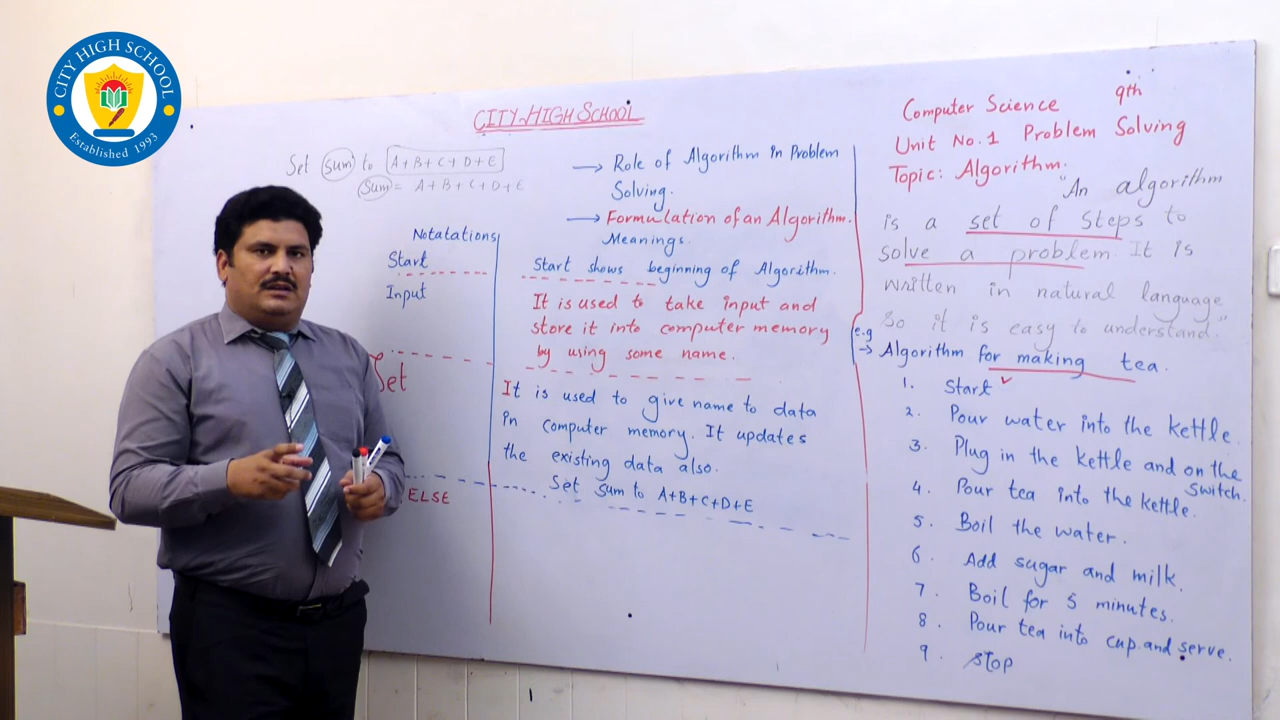 CITY HIGH SCHOOL
Established 1993
CITY HIGH SCHOOL
Set sum to A+B+C+D+E
Sum = A+B+C+D+E
→ Role of Algorithm in Problem
Solving.
→ Formulation of an Algorithm.
Notatations
Meanings.
Start
Start shows beginning of Algorithm.
Input
It is used to take input and
store it into computer memory
by using some name.
Set
It is used to give name to data
in computer memory. It updates
the existing data also.
Set sum to A+B+C+D+E
ELSE
Computer Science 9th
Unit No.1 Problem Solving
Topic: Algorithm.
"An algorithm
is a set of steps to
solve a problem. It is
written in natural language
so it is easy to understand."
e.g
→ Algorithm for making tea.
1. Start ✓
2. Pour water into the kettle.
3. Plug in the kettle and on the
switch.
4. Pour tea into the kettle.
5. Boil the water.
6. Add sugar and milk.
7. Boil for 5 minutes.
8. Pour tea into cup and serve.
9. Stop